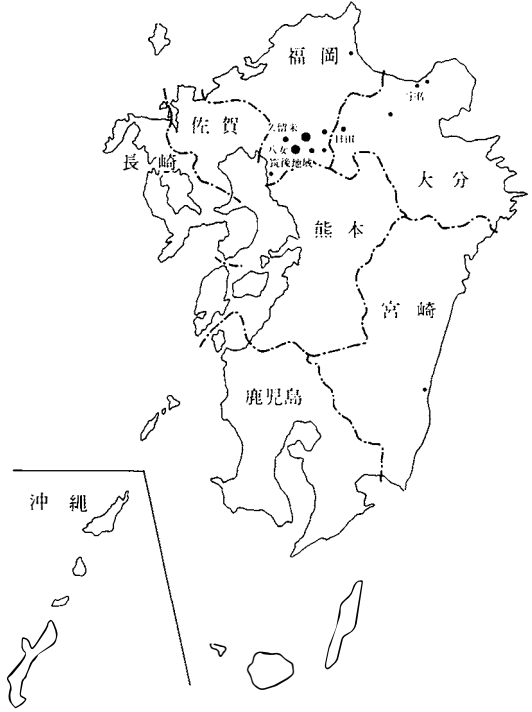 福岡
佐賀
長崎
久留米
八女
筑後地域
日田
大分
熊本
宮崎
鹿児島
沖縄